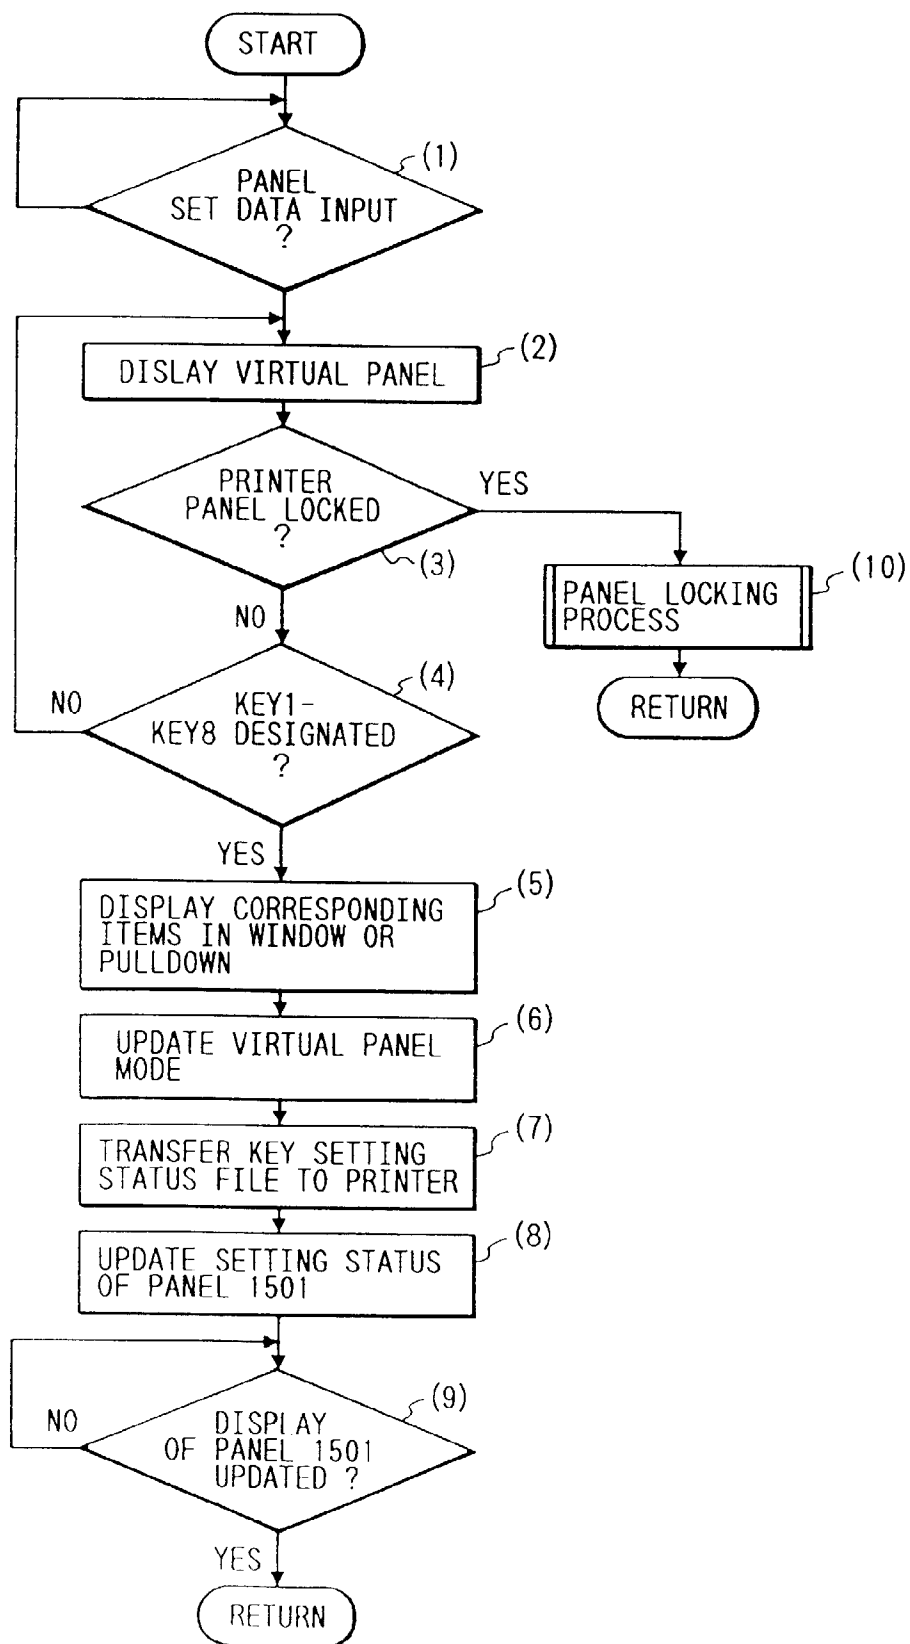 START
(1)
PANEL
SET DATA INPUT
?
(2)
DISLAY VIRTUAL PANEL
PRINTER
PANEL LOCKED
?
YES
(3)
(10)
PANEL LOCKING
PROCESS
NO
RETURN
(4)
NO
KEY1-
KEY8 DESIGNATED
?
YES
(5)
DISPLAY CORRESPONDING
ITEMS IN WINDOW OR
PULLDOWN
(6)
UPDATE VIRTUAL PANEL
MODE
(7)
TRANSFER KEY SETTING
STATUS FILE TO PRINTER
(8)
UPDATE SETTING STATUS
OF PANEL 1501
(9)
NO
DISPLAY
OF PANEL 1501
UPDATED ?
YES
RETURN